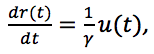 dr(t)/dt = 1/γ u(t),